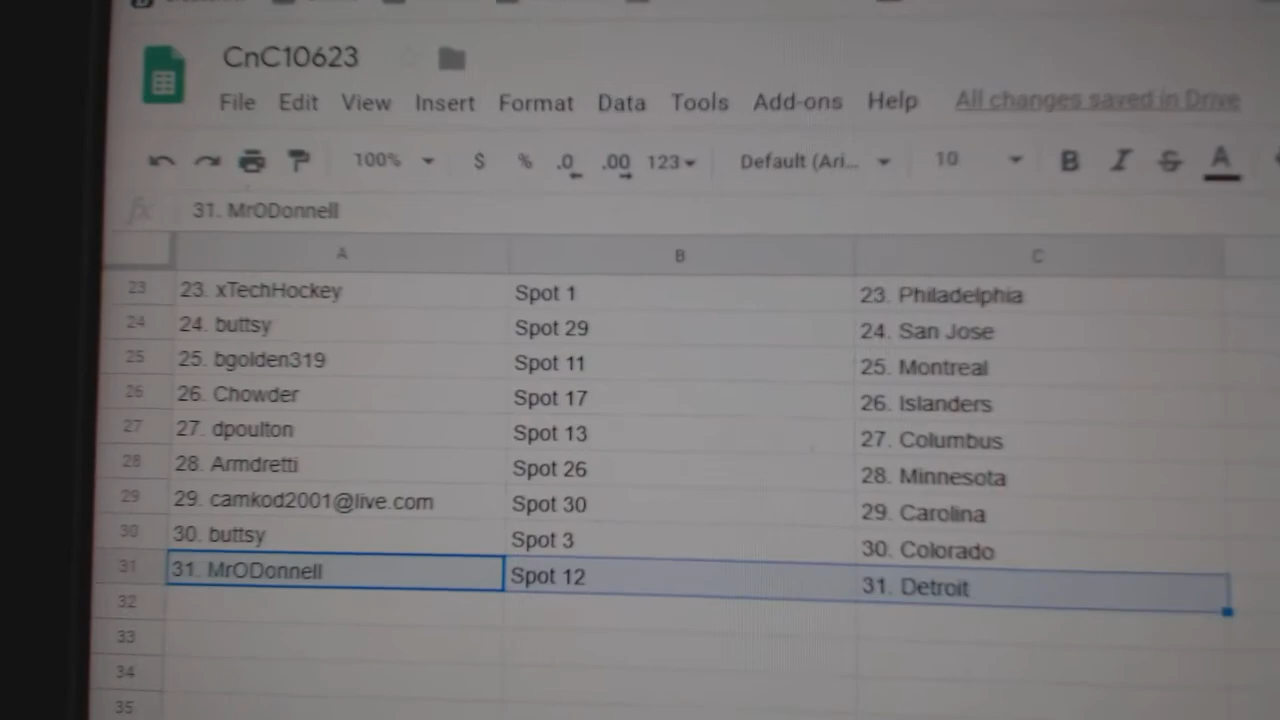 CnC10623
File Edit View Insert Format Data Tools Add-ons Help All changes saved in Drive
100% $ % .0 .00 123 Default (Ari... 10 B I S A
fx 31. MrODonnell
A B C
23 23. xTechHockey Spot 1 23. Philadelphia
24 24. buttsy Spot 29 24. San Jose
25 25. bgolden319 Spot 11 25. Montreal
26 26. Chowder Spot 17 26. Islanders
27 27. dpoulton Spot 13 27. Columbus
28 28. Armdretti Spot 26 28. Minnesota
29 29. camkod2001@live.com Spot 30 29. Carolina
30 30. buttsy Spot 3 30. Colorado
31 31. MrODonnell Spot 12 31. Detroit
32
33
34
35